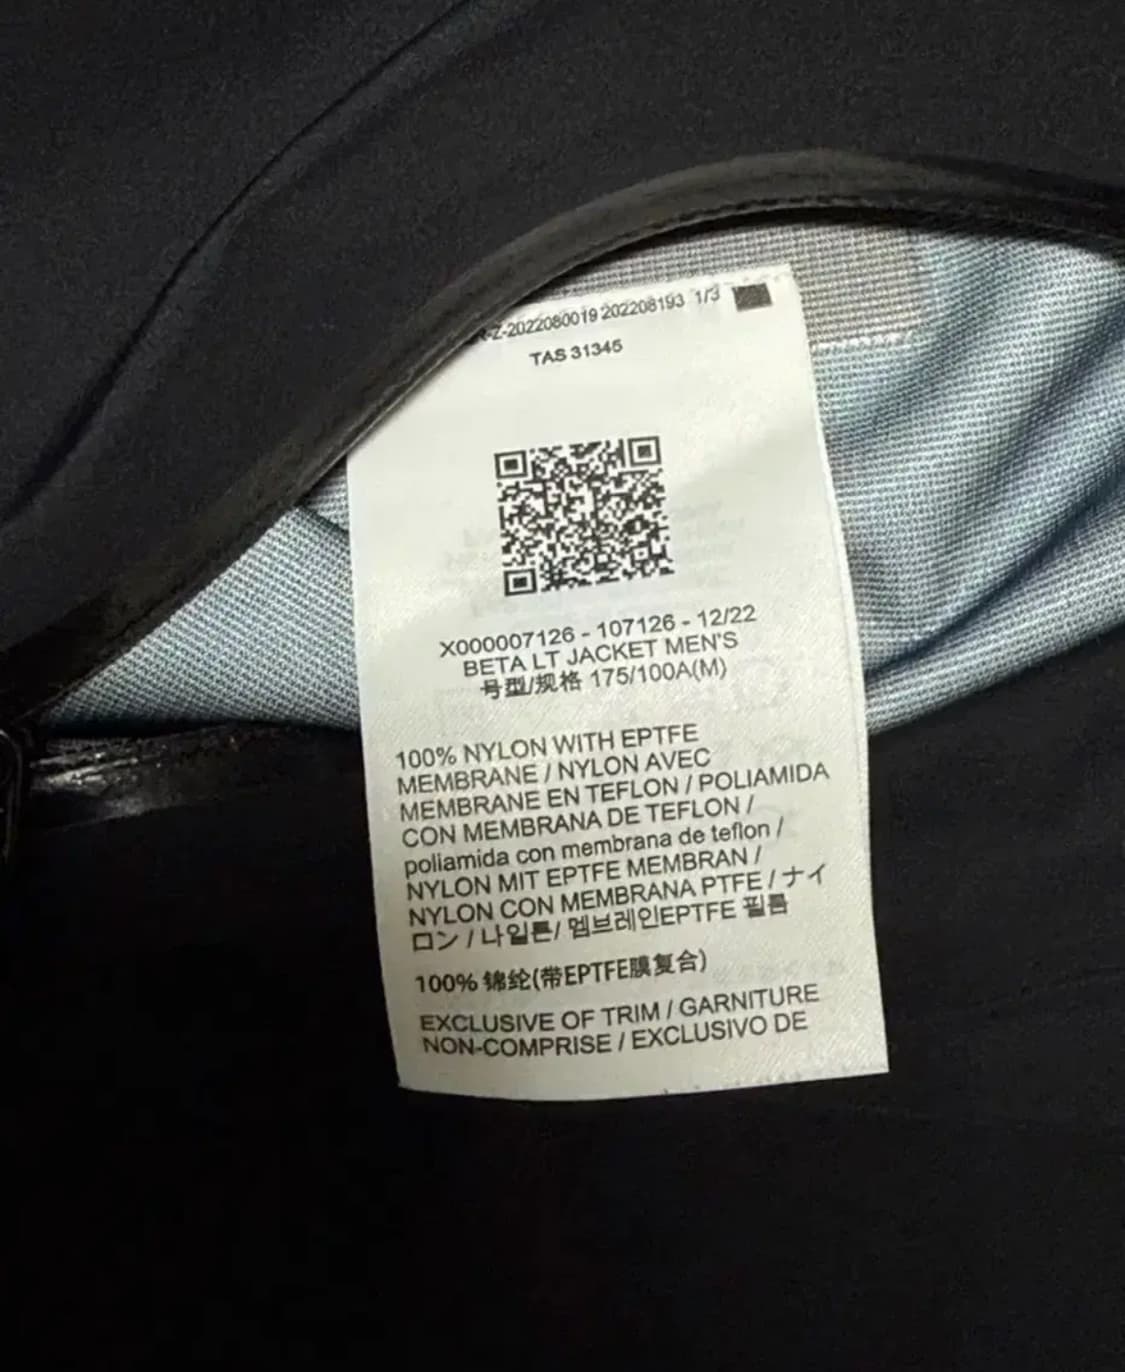 -Z-2022080019 202208193 1/3
TAS 31345
X000007126 - 107126 - 12/22
BETA LT JACKET MEN'S
号型/规格 175/100A(M)
100% NYLON WITH EPTFE
MEMBRANE / NYLON AVEC
MEMBRANE EN TEFLON / POLIAMIDA
CON MEMBRANA DE TEFLON /
poliamida con membrana de teflon /
NYLON MIT EPTFE MEMBRAN /
NYLON CON MEMBRANA PTFE / ナイ
ロン / 나일론/ 멤브레인EPTFE 필름
100% 锦纶(带EPTFE膜复合)
EXCLUSIVE OF TRIM / GARNITURE
NON-COMPRISE / EXCLUSIVO DE